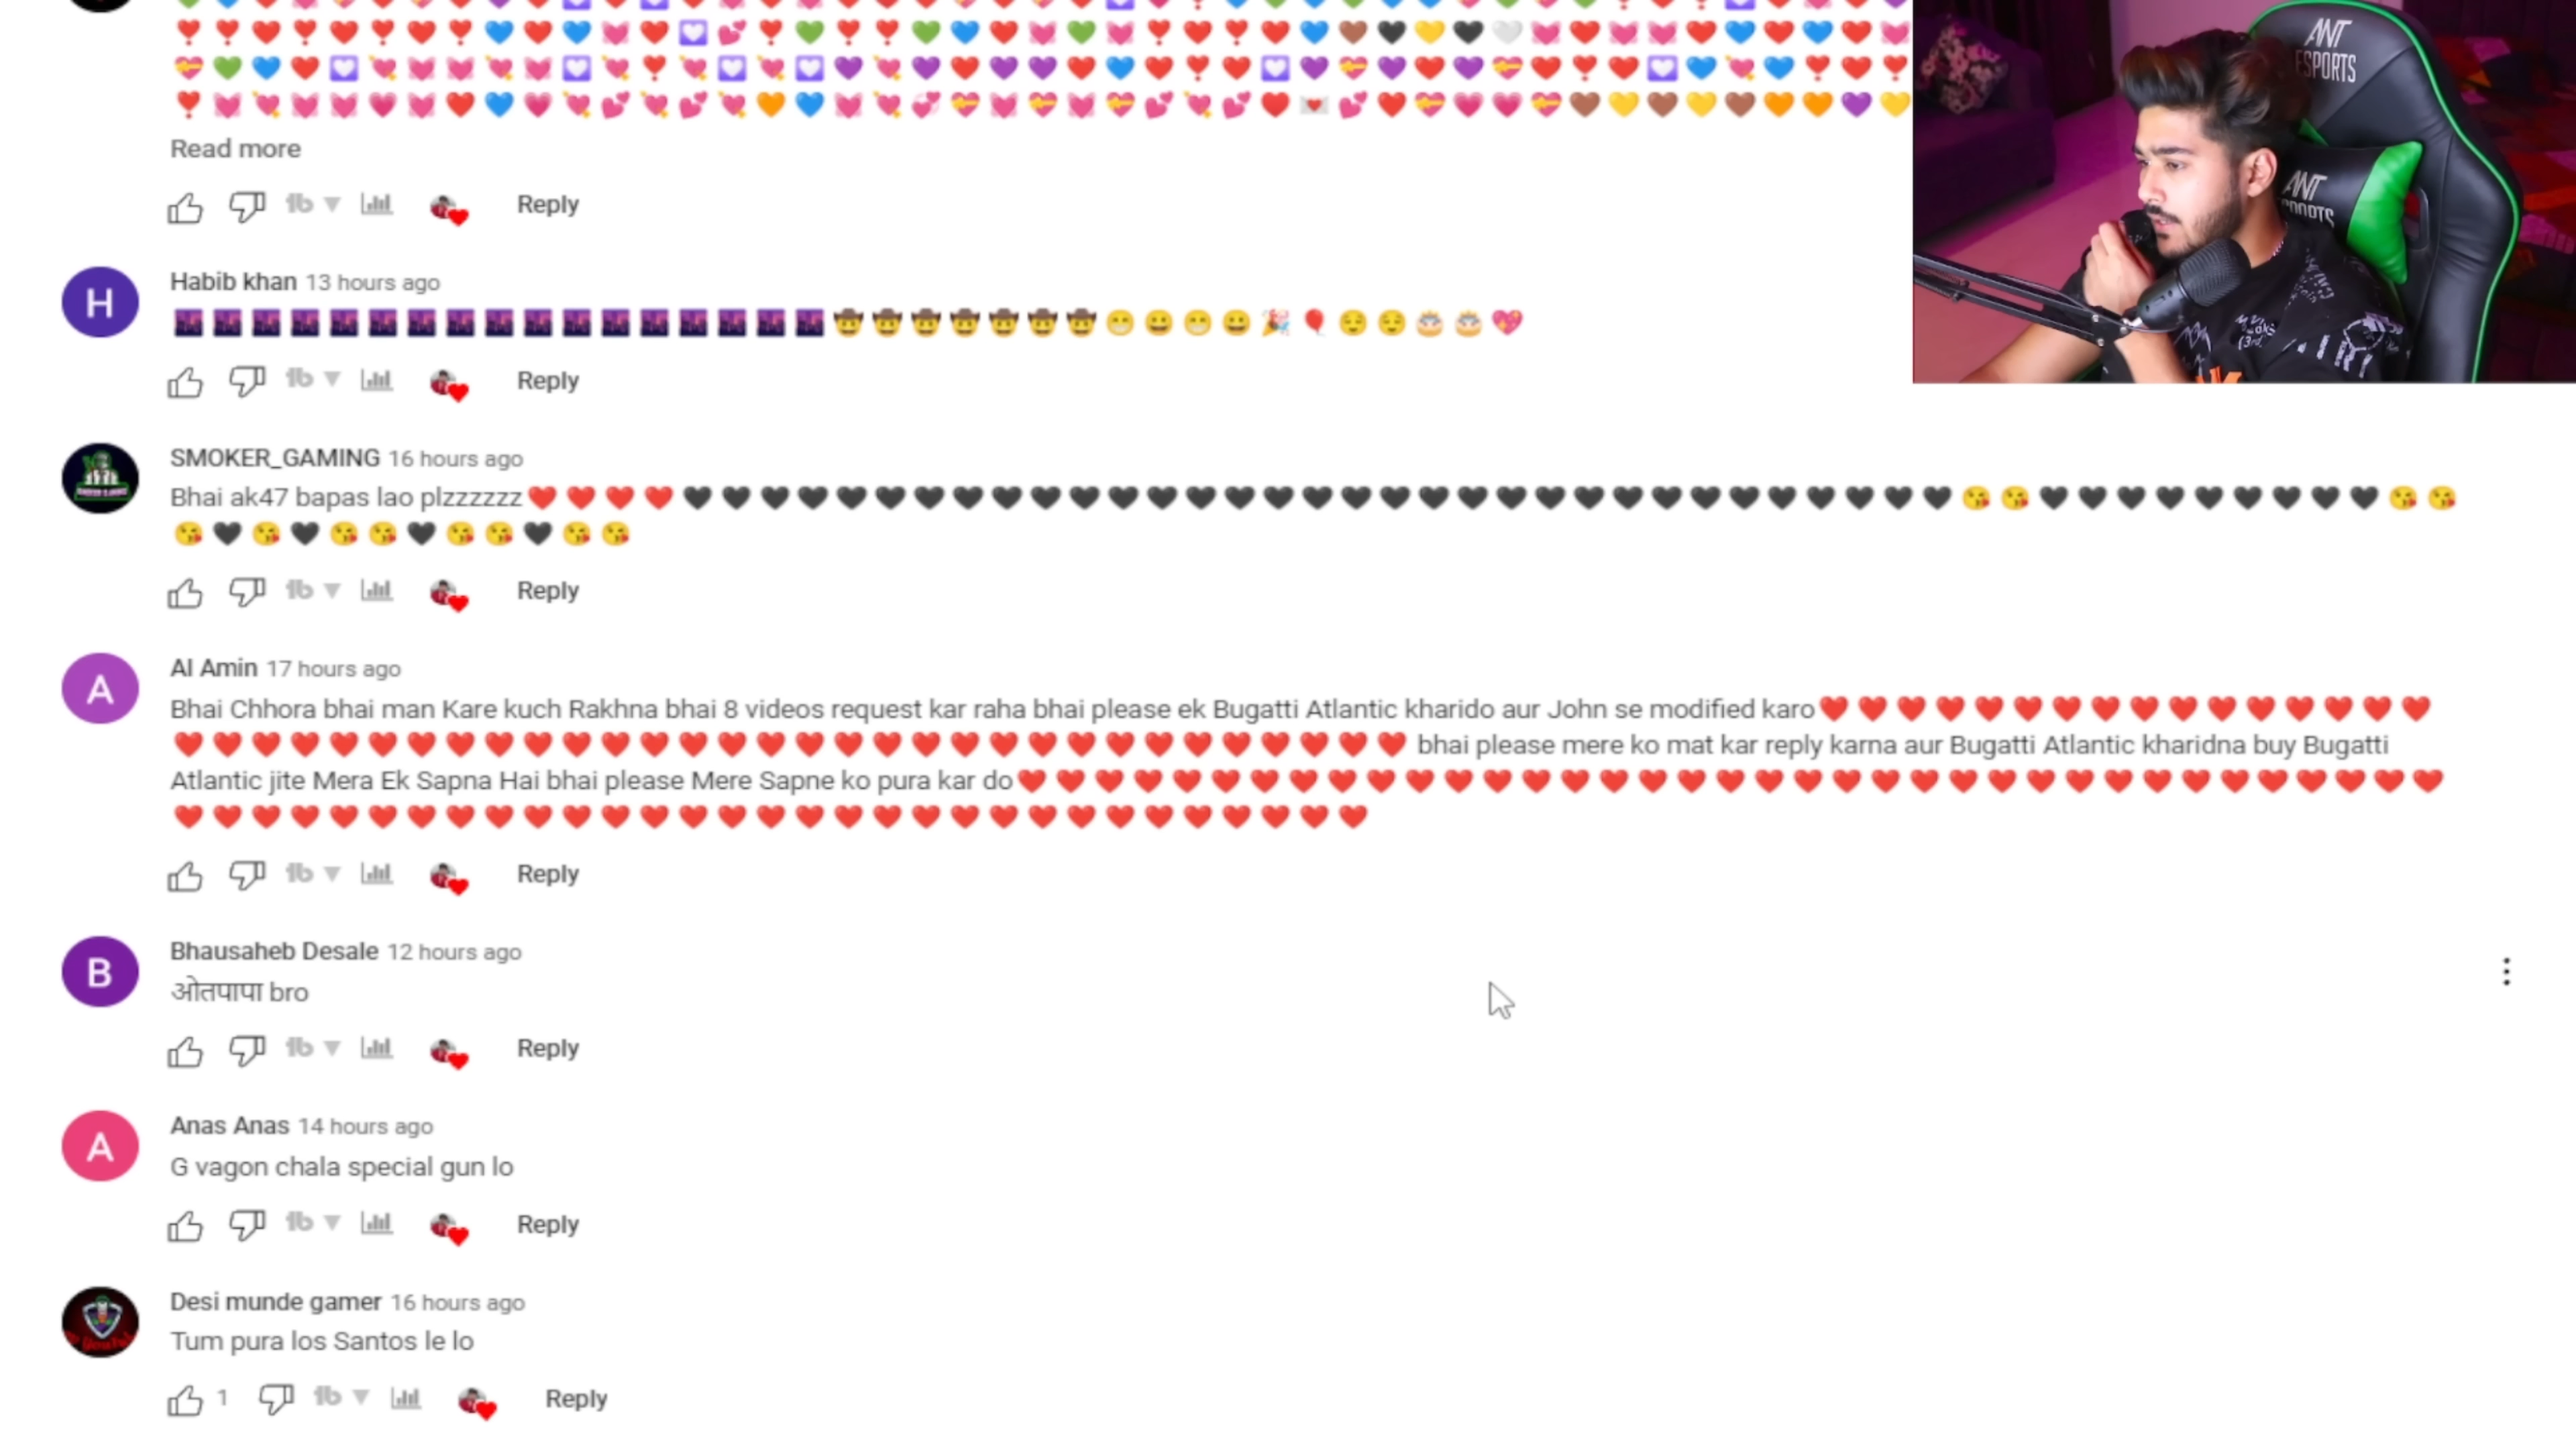 ANT
ESPORTS
ANT
Read more
Reply
H
Habib khan 13 hours ago
Reply
SMOKER_GAMING 16 hours ago
Bhai ak47 bapas lao plzzzzzz
Reply
A
Al Amin 17 hours ago
Bhai Chhora bhai man Kare kuch Rakhna bhai 8 videos request kar raha bhai please ek Bugatti Atlantic kharido aur John se modified karo
bhai please mere ko mat kar reply karna aur Bugatti Atlantic kharidna buy Bugatti
Atlantic jite Mera Ek Sapna Hai bhai please Mere Sapne ko pura kar do
Reply
B
Bhausaheb Desale 12 hours ago
ओतपापा bro
Reply
A
Anas Anas 14 hours ago
G vagon chala special gun lo
Reply
Desi munde gamer 16 hours ago
Tum pura los Santos le lo
1 Reply